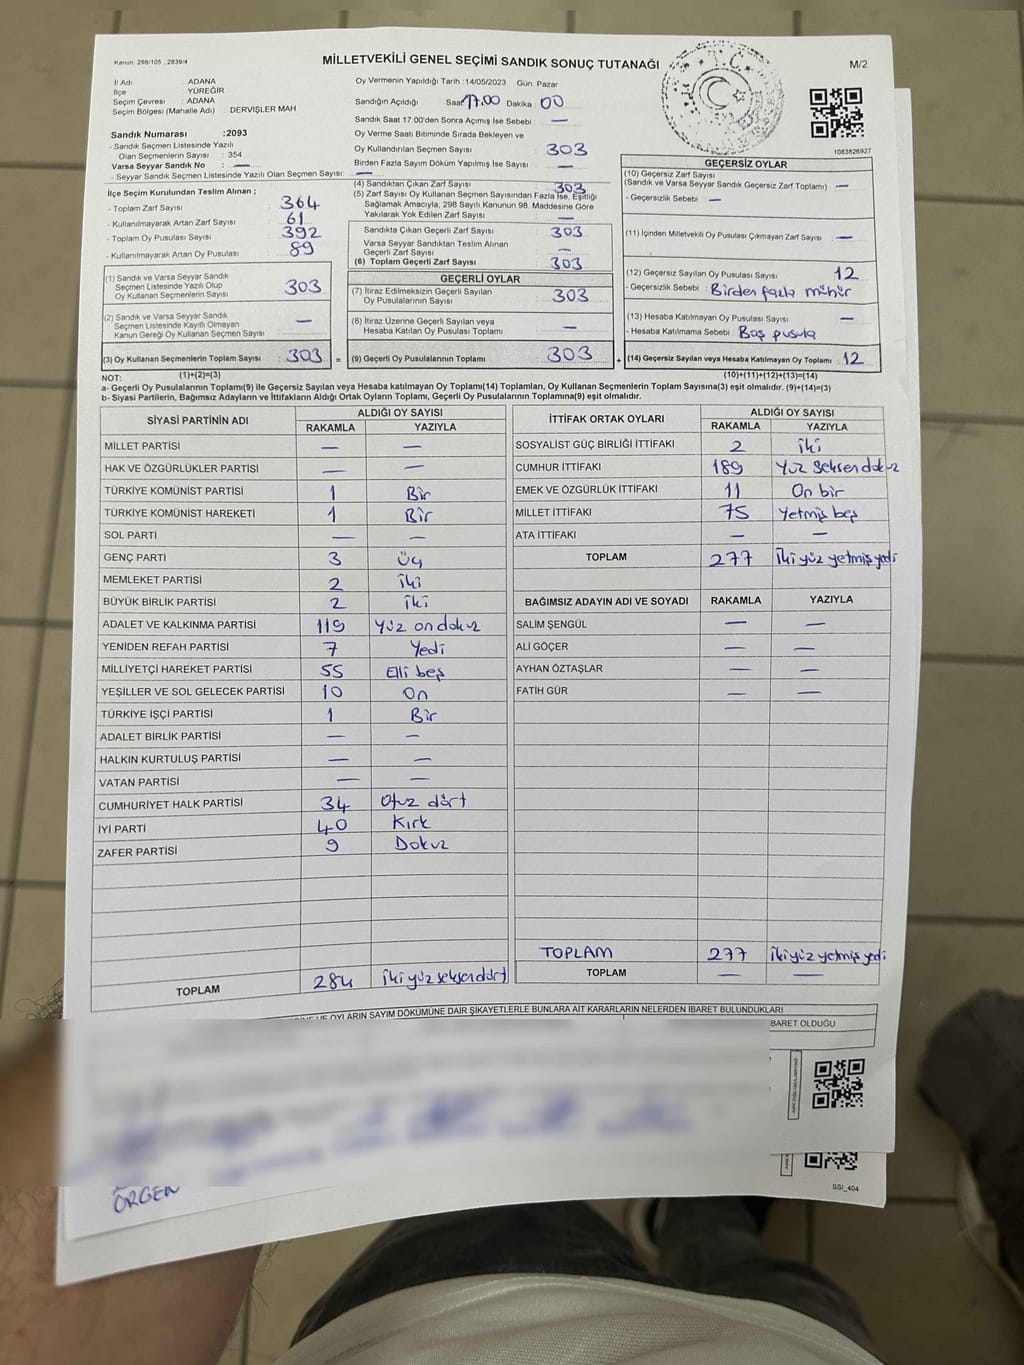 Kanun. 298/105 , 2839/4
MİLLETVEKİLİ GENEL SEÇİMİ SANDIK SONUÇ TUTANAĞI
M/2
İl Adı ADANA
İlçe YÜREĞİR
Seçim Çevresi ADANA
Seçim Bölgesi (Mahalle Adı) : DERVİŞLER MAH
Sandık Numarası :2093
- Sandık Seçmen Listesinde Yazılı
Olan Seçmenlerin Sayısı : 354
Varsa Seyyar Sandık No : —
- Seyyar Sandık Seçmen Listesinde Yazılı Olan Seçmen Sayısı: —
İlçe Seçim Kurulundan Teslim Alınan ;
- Toplam Zarf Sayısı : 364
- Kullanılmayarak Artan Zarf Sayısı : 61
- Toplam Oy Pusulası Sayısı : 392
- Kullanılmayarak Artan Oy Pusulası : 89
(1) Sandık ve Varsa Seyyar Sandık
Seçmen Listesinde Yazılı Olup
Oy Kullanan Seçmenlerin Sayısı : 303
(2) Sandık ve Varsa Seyyar Sandık
Seçmen Listesinde Kayıtlı Olmayan
Kanun Gereği Oy Kullanan Seçmen Sayısı : —
(3) Oy Kullanan Seçmenlerin Toplam Sayısı : 303 =
(1)+(2)=(3)
Oy Vermenin Yapıldığı Tarih :14/05/2023 Gün: Pazar
Sandığın Açıldığı Saat 17.00 Dakika : 00
Sandık Saat 17:00'den Sonra Açımış İse Sebebi : —
Oy Verme Saati Bitiminde Sırada Bekleyen ve
Oy Kullandırılan Seçmen Sayısı : 303
Birden Fazla Sayım Döküm Yapılmış İse Sayısı : —
(4) Sandıktan Çıkan Zarf Sayısı : 303
(5) Zarf Sayısı Oy Kullanan Seçmen Sayısından Fazla İse, Eşitliği
Sağlamak Amacıyla, 298 Sayılı Kanunun 98. Maddesine Göre
Yakılarak Yok Edilen Zarf Sayısı : —
Sandıkta Çıkan Geçerli Zarf Sayısı : 303
Varsa Seyyar Sandıktan Teslim Alınan
Geçerli Zarf Sayısı : —
(6) Toplam Geçerli Zarf Sayısı : 303
GEÇERLİ OYLAR
(7) İtiraz Edilmeksizin Geçerli Sayılan
Oy Pusulalarının Sayısı : 303
(8) İtiraz Üzerine Geçerli Sayılan veya
Hesaba Katılan Oy Pusulası Toplamı : —
(9) Geçerli Oy Pusulalarının Toplamı : 303 +
1083826927
GEÇERSİZ OYLAR
(10) Geçersiz Zarf Sayısı
(Sandık ve Varsa Seyyar Sandık Geçersiz Zarf Toplamı) : —
- Geçersizlik Sebebi : —
(11) İçinden Milletvekili Oy Pusulası Çıkmayan Zarf Sayısı : —
(12) Geçersiz Sayılan Oy Pusulası Sayısı : 12
- Geçersizlik Sebebi : Birden fazla mühür
(13) Hesaba Katılmayan Oy Pusulası Sayısı : —
- Hesaba Katılmama Sebebi : Boş pusula
(14) Geçersiz Sayılan veya Hesaba Katılmayan Oy Toplamı : 12
(10)+(11)+(12)+(13)=(14)
NOT:
a- Geçerli Oy Pusulalarının Toplamı(9) ile Geçersiz Sayılan veya Hesaba katılmayan Oy Toplamı(14) Toplamları, Oy Kullanan Seçmenlerin Toplam Sayısına(3) eşit olmalıdır. (9)+(14)=(3)
b- Siyasi Partilerin, Bağımsız Adayların ve İttifakların Aldığı Ortak Oyların Toplamı, Geçerli Oy Pusulalarının Toplamına(9) eşit olmalıdır.
SİYASİ PARTİNİN ADI ALDIĞI OY SAYISI
RAKAMLA YAZIYLA
MİLLET PARTİSİ — —
HAK VE ÖZGÜRLÜKLER PARTİSİ — —
TÜRKİYE KOMÜNİST PARTİSİ 1 Bir
TÜRKİYE KOMÜNİST HAREKETİ 1 Bir
SOL PARTİ — —
GENÇ PARTİ 3 Üç
MEMLEKET PARTİSİ 2 İki
BÜYÜK BİRLİK PARTİSİ 2 İki
ADALET VE KALKINMA PARTİSİ 119 Yüz on dokuz
YENİDEN REFAH PARTİSİ 7 Yedi
MİLLİYETÇİ HAREKET PARTİSİ 55 Elli beş
YEŞİLLER VE SOL GELECEK PARTİSİ 10 On
TÜRKİYE İŞÇİ PARTİSİ 1 Bir
ADALET BİRLİK PARTİSİ — —
HALKIN KURTULUŞ PARTİSİ — —
VATAN PARTİSİ — —
CUMHURİYET HALK PARTİSİ 34 Otuz dört
İYİ PARTİ 40 Kırk
ZAFER PARTİSİ 9 Dokuz
TOPLAM 284 İki yüz seksen dört
İTTİFAK ORTAK OYLARI ALDIĞI OY SAYISI
RAKAMLA YAZIYLA
SOSYALİST GÜÇ BİRLİĞİ İTTİFAKI 2 İki
CUMHUR İTTİFAKI 189 Yüz seksen dokuz
EMEK VE ÖZGÜRLÜK İTTİFAKI 11 On bir
MİLLET İTTİFAKI 75 Yetmiş beş
ATA İTTİFAKI — —
TOPLAM 277 İki yüz yetmiş yedi
BAĞIMSIZ ADAYIN ADI VE SOYADI RAKAMLA YAZIYLA
SALİM ŞENGÜL — —
ALİ GÖÇER — —
AYHAN ÖZTAŞLAR — —
FATİH GÜR — —
TOPLAM 277 İki yüz yetmiş yedi
TOPLAM — —
VE OYLARIN SAYIM DÖKÜMÜNE DAİR ŞİKAYETLERLE BUNLARA AİT KARARLARIN NELERDEN İBARET BULUNDUKLARI
BARET OLDUĞU
ÖRGEN
SSİ_404